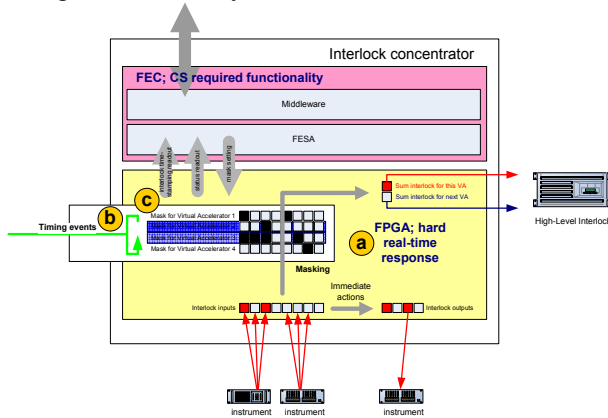 Interlock concentrator
FEC; CS required functionality
Middleware
FESA
interlock time-
stamping readout
status readout
mask setting
Sum interlock for this VA
Sum interlock for next VA
High-Level Interlock
c
b
Timing events
Mask for Virtual Accelerator 1
Mask for Virtual Accelerator 4
a
FPGA; hard
real-time
response
Masking
Immediate
actions
Interlock inputs
Interlock outputs
instrument
instrument
instrument